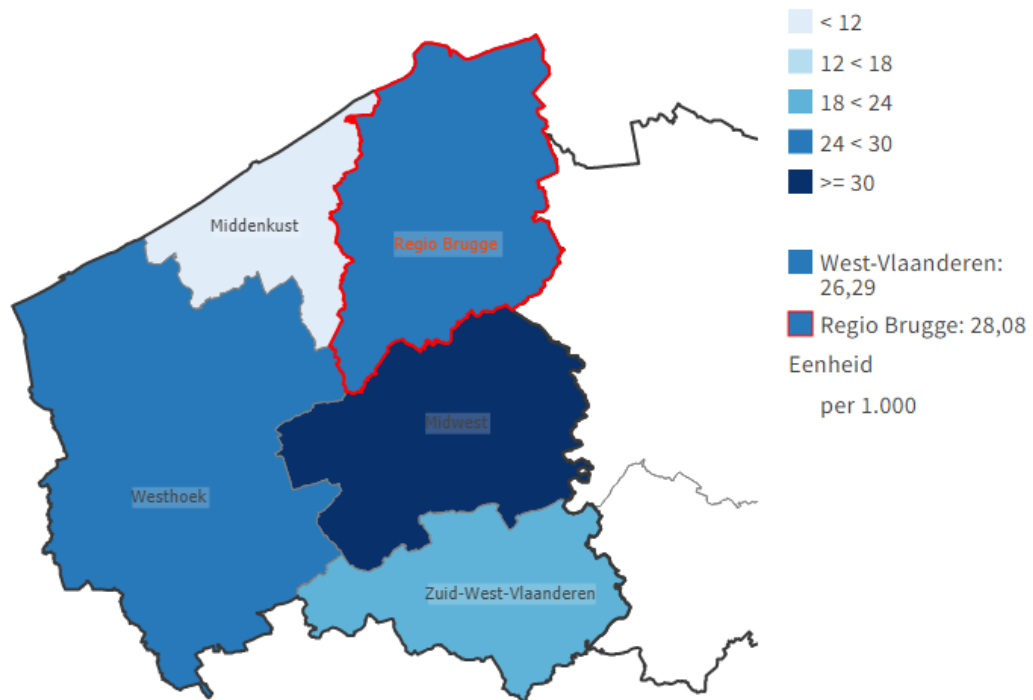 < 12
12 < 18
18 < 24
24 < 30
>= 30
West-Vlaanderen:
26,29
Regio Brugge: 28,08
Eenheid
per 1.000
Middenkust
Regio Brugge
Midwest
Westhoek
Zuid-West-Vlaanderen